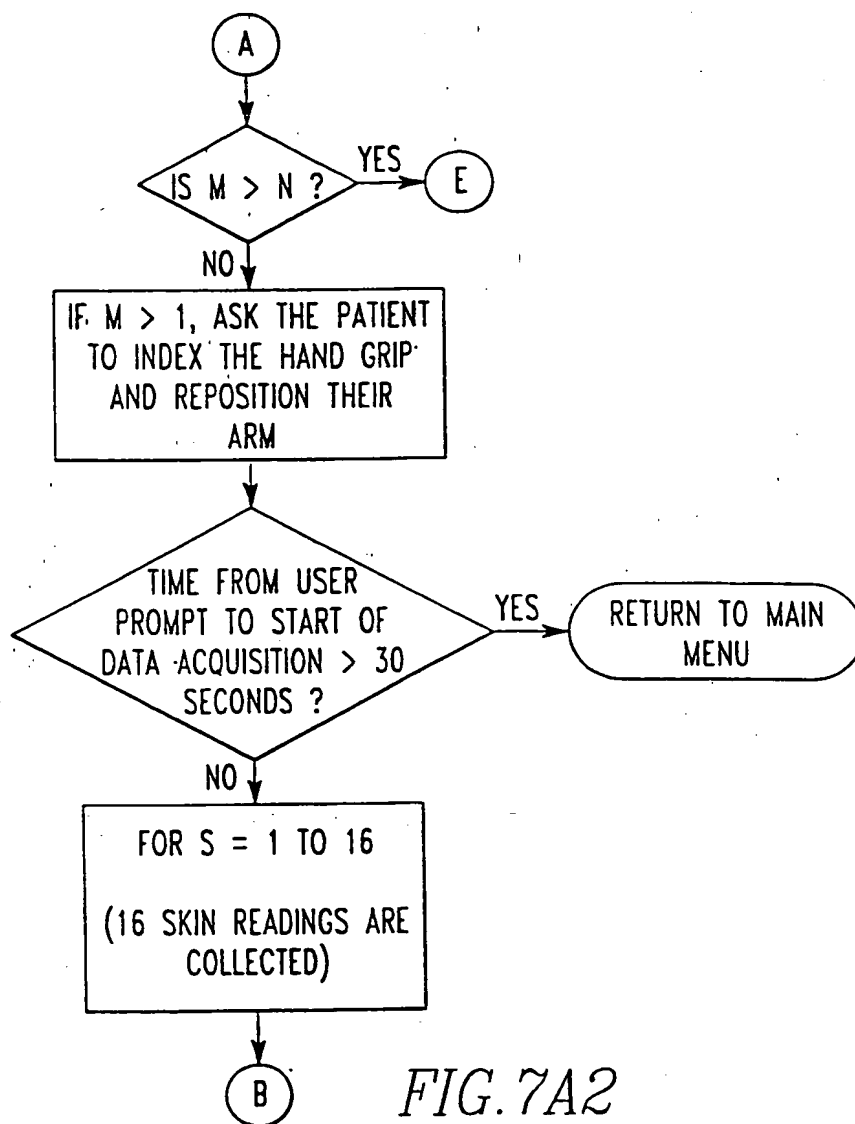 A
IS M > N ?
YES
E
NO
IF M > 1, ASK THE PATIENT
TO INDEX THE HAND GRIP
AND REPOSITION THEIR
ARM
TIME FROM USER
PROMPT TO START OF
DATA ACQUISITION > 30
SECONDS ?
YES
RETURN TO MAIN
MENU
NO
FOR S = 1 TO 16
(16 SKIN READINGS ARE
COLLECTED)
B
FIG. 7A2